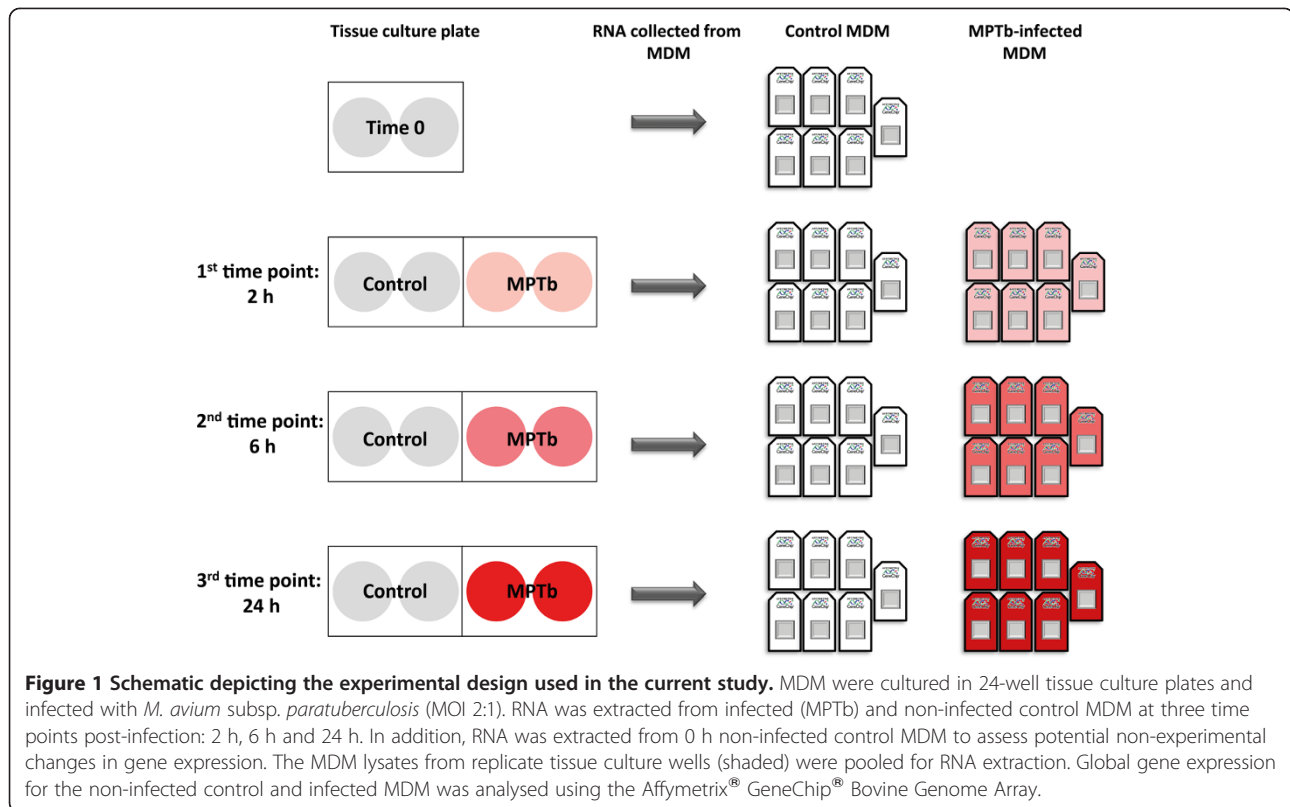 Tissue culture plate
RNA collected from
MDM
Control MDM
MPTb-infected
MDM
Time 0
1st time point:
2 h
Control
MPTb
2nd time point:
6 h
Control
MPTb
3rd time point:
24 h
Control
MPTb
Figure 1 Schematic depicting the experimental design used in the current study. MDM were cultured in 24-well tissue culture plates and
infected with M. avium subsp. paratuberculosis (MOI 2:1). RNA was extracted from infected (MPTb) and non-infected control MDM at three time
points post-infection: 2 h, 6 h and 24 h. In addition, RNA was extracted from 0 h non-infected control MDM to assess potential non-experimental
changes in gene expression. The MDM lysates from replicate tissue culture wells (shaded) were pooled for RNA extraction. Global gene expression
for the non-infected control and infected MDM was analysed using the Affymetrix® GeneChip® Bovine Genome Array.